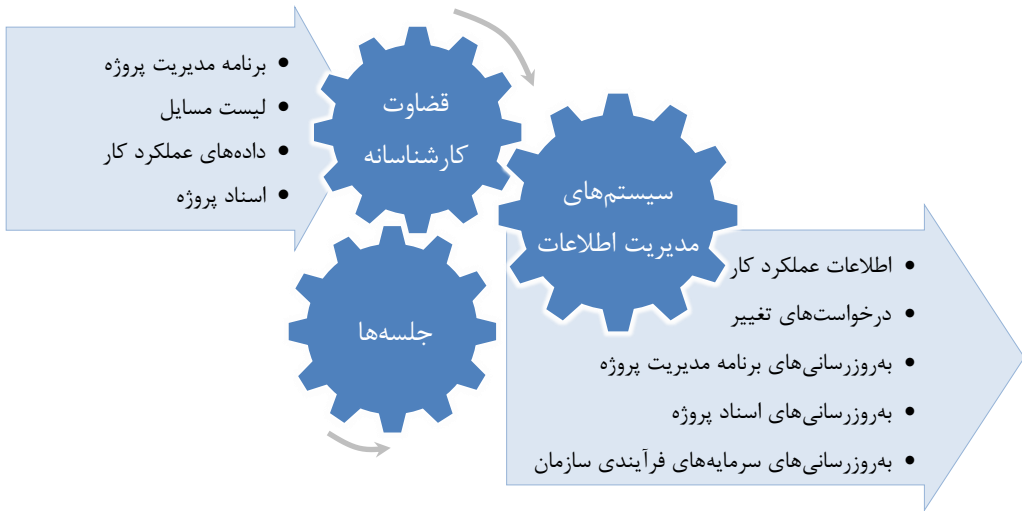 • برنامه مدیریت پروژه
• لیست مسایل
• داده‌های عملکرد کار
• اسناد پروژه
قضاوت
کارشناسانه
سیستم‌های
مدیریت اطلاعات
جلسه‌ها
• اطلاعات عملکرد کار
• درخواست‌های تغییر
• به‌روزرسانی‌های برنامه مدیریت پروژه
• به‌روزرسانی‌های اسناد پروژه
• به‌روزرسانی‌های سرمایه‌های فرآیندی سازمان